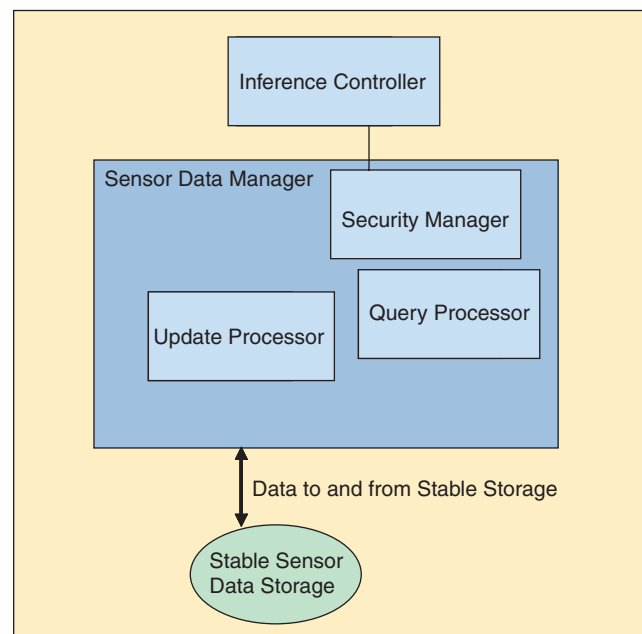 Inference Controller
Sensor Data Manager
Security Manager
Query Processor
Update Processor
Data to and from Stable Storage
Stable Sensor
Data Storage